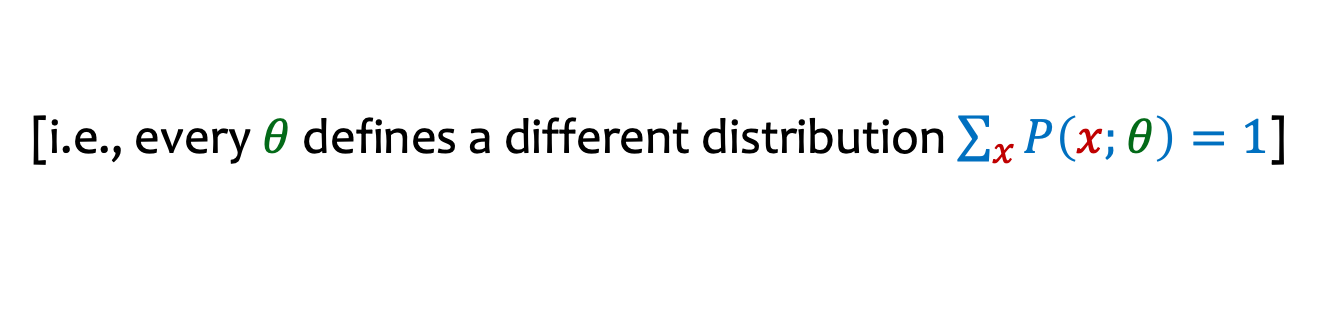 [i.e., every θ defines a different distribution ∑ₓ P(x; θ) = 1]